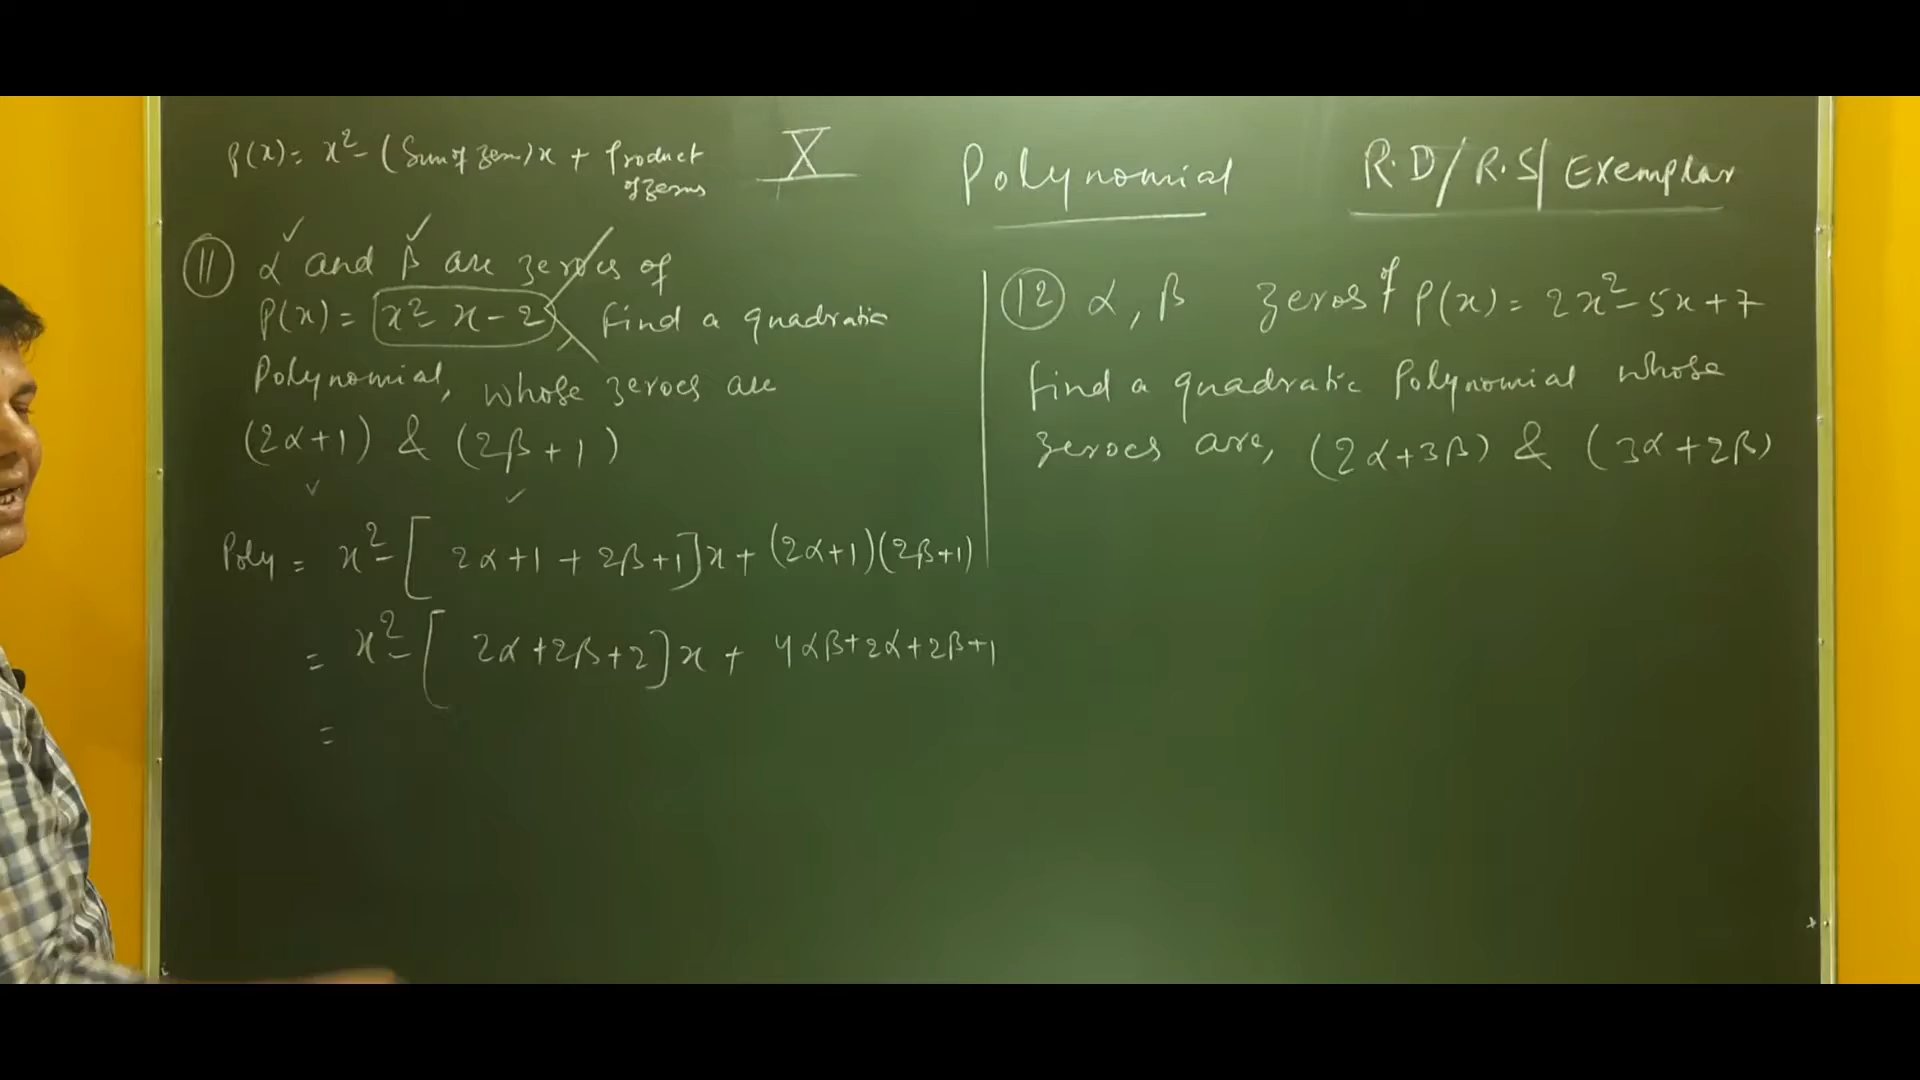 P(x) = x² - (Sum of zeros)x + Product of zeros
X
Polynomial
R.D/R.S/Exemplar
⑪ α and β are zeroes of
P(x) = x² - x - 2 find a quadratic
Polynomial, whose zeroes are
(2α+1) & (2β+1)
Poly = x² - [2α+1 + 2β+1]x + (2α+1)(2β+1)
= x² - [2α+2β+2]x + 4αβ+2α+2β+1
=
⑫ α, β zeros of P(x) = 2x² - 5x + 7
find a quadratic Polynomial whose
zeroes are, (2α+3β) & (3α+2β)